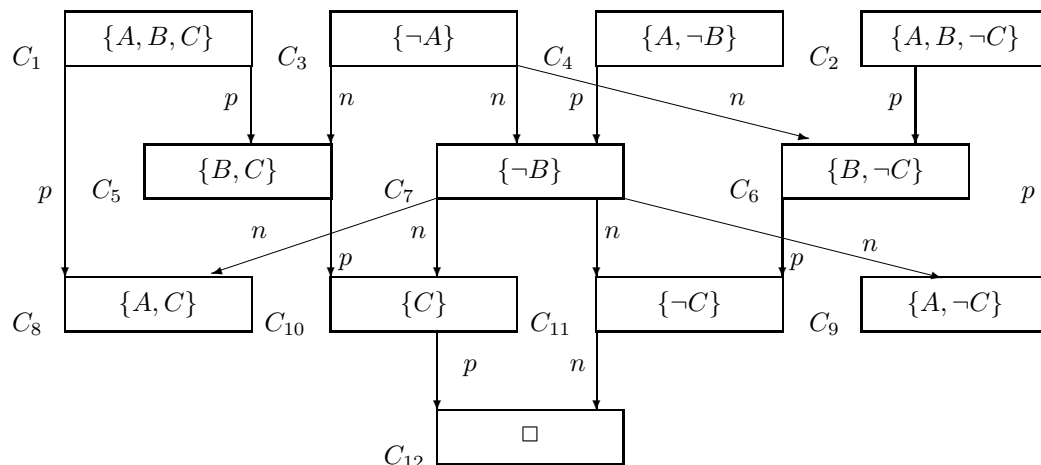 {A, B, C} {¬A} {A, ¬B} {A, B, ¬C}
C₁ C₃ C₄ C₂
p n n p n p
{B, C} {¬B} {B, ¬C}
p C₅ C₇ C₆ p
n n n n
p p
{A, C} {C} {¬C} {A, ¬C}
C₈ C₁₀ C₁₁ C₉
p n
□
C₁₂